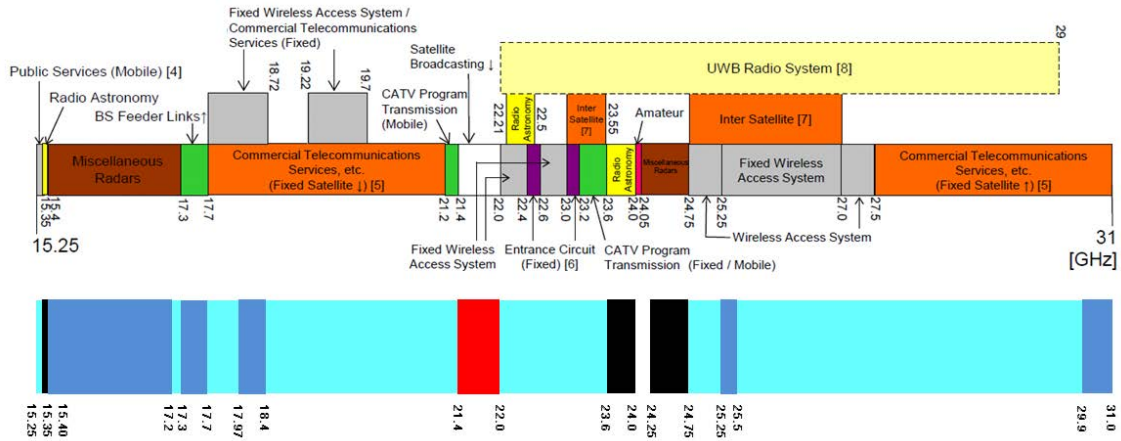 Fixed Wireless Access System /
Commercial Telecommunications
Services (Fixed)
Satellite
Broadcasting ↓
29
UWB Radio System [8]
Public Services (Mobile) [4]
Radio Astronomy
BS Feeder Links↑
18.72
19.22
19.7
CATV Program
Transmission
(Mobile)
22.21
Radio
Astronomy
22.5
Inter
Satellite
[7]
23.55
Amateur
Inter Satellite [7]
Miscellaneous
Radars
Commercial Telecommunications
Services, etc.
(Fixed Satellite ↓) [5]
Radio
Astronomy
Miscellaneous
Radars
Fixed Wireless
Access System
Commercial Telecommunications
Services, etc.
(Fixed Satellite ↑) [5]
15.25
15.35
15.4
17.3
17.7
21.2
21.4
22.0
22.4
22.6
23.0
23.2
23.6
24.0
24.05
24.75
25.25
27.0
27.5
31
[GHz]
Fixed Wireless
Access System
Entrance Circuit
(Fixed) [6]
CATV Program
Transmission (Fixed / Mobile)
Wireless Access System
15.25
15.35
15.40
17.2
17.3
17.7
17.97
18.4
21.4
22.0
23.6
24.0
24.25
24.75
25.25
25.5
29.9
31.0